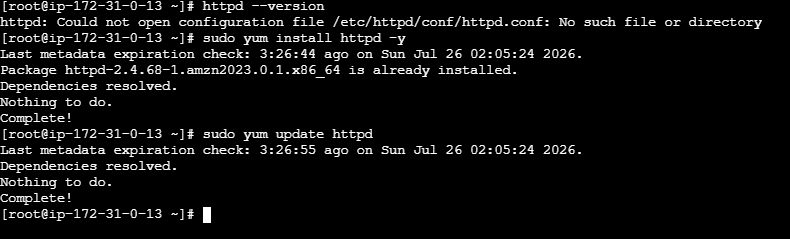 [root@ip-172-31-0-13 ~]# httpd --version
httpd: Could not open configuration file /etc/httpd/conf/httpd.conf: No such file or directory
[root@ip-172-31-0-13 ~]# sudo yum install httpd -y
Last metadata expiration check: 3:26:44 ago on Sun Jul 26 02:05:24 2026.
Package httpd-2.4.68-1.amzn2023.0.1.x86_64 is already installed.
Dependencies resolved.
Nothing to do.
Complete!
[root@ip-172-31-0-13 ~]# sudo yum update httpd
Last metadata expiration check: 3:26:55 ago on Sun Jul 26 02:05:24 2026.
Dependencies resolved.
Nothing to do.
Complete!
[root@ip-172-31-0-13 ~]#